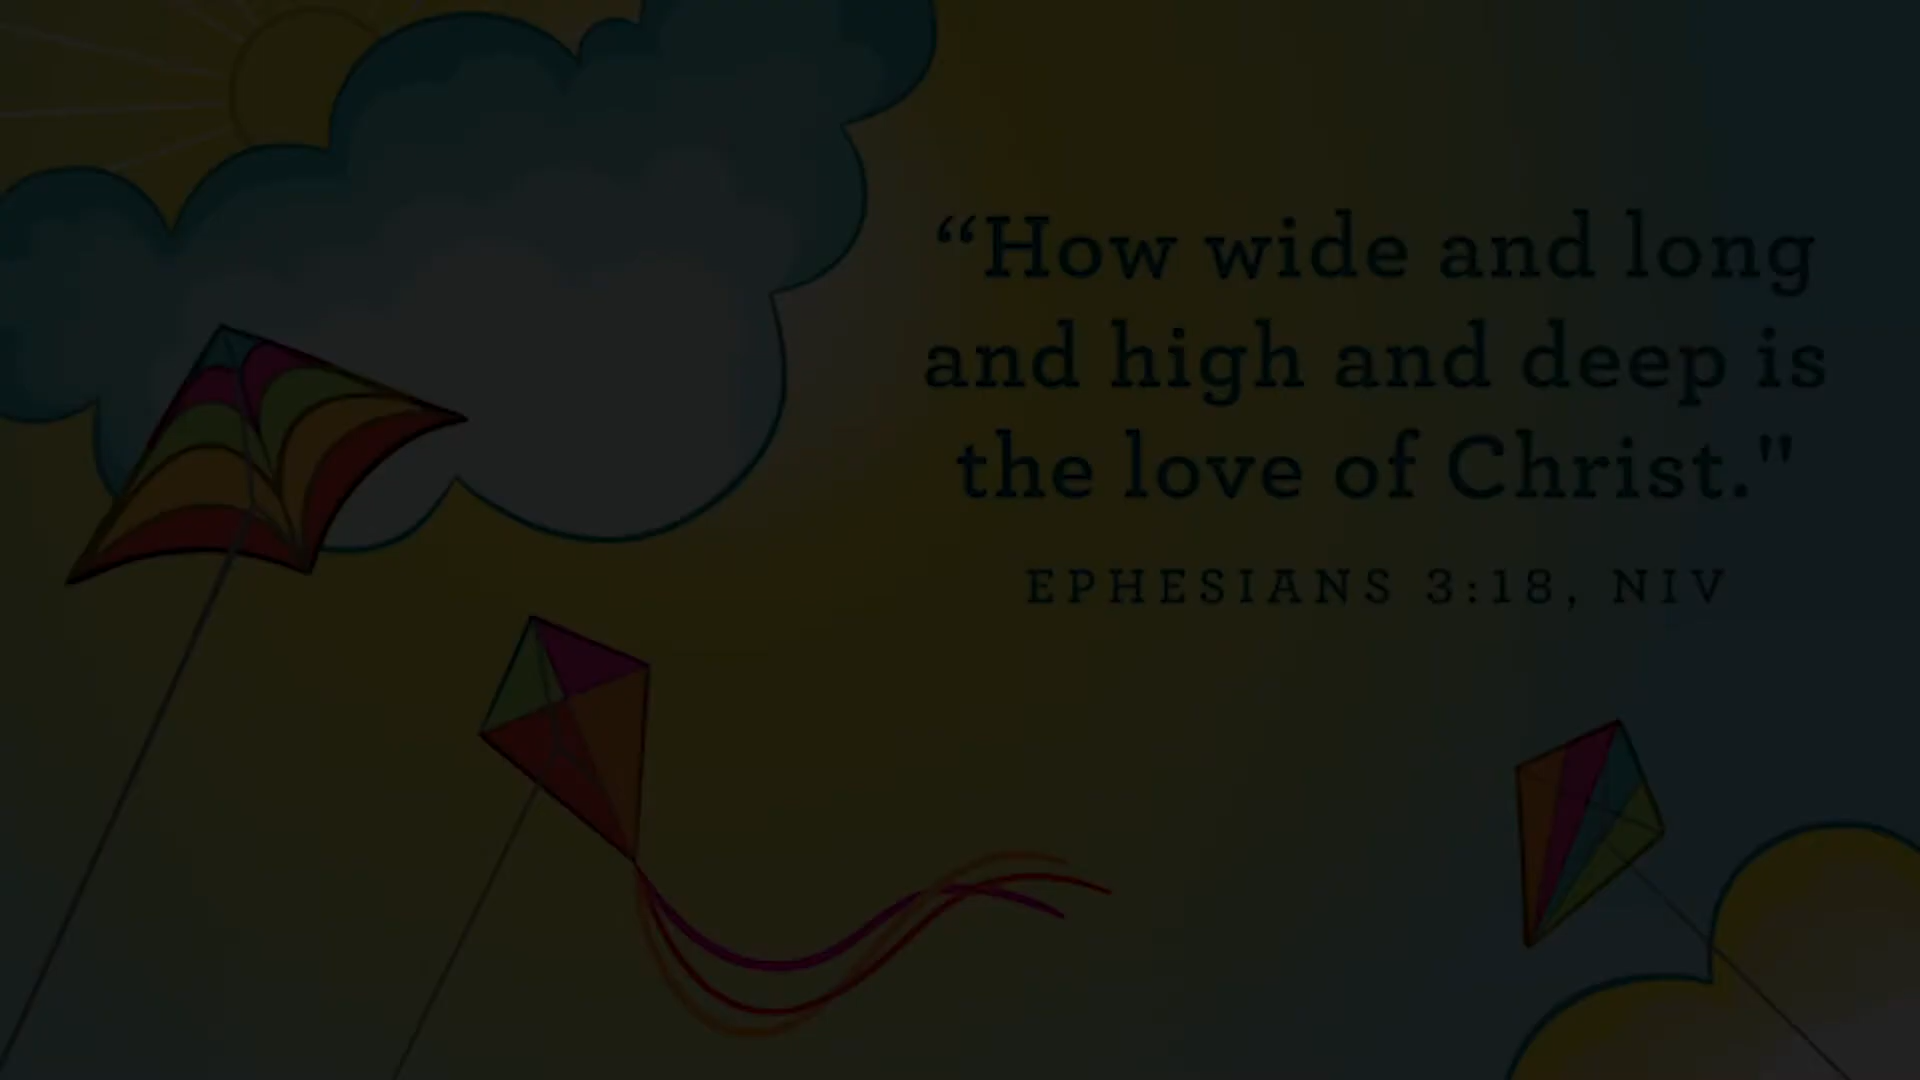 “How wide and long
and high and deep is
the love of Christ."
EPHESIANS 3:18, NIV